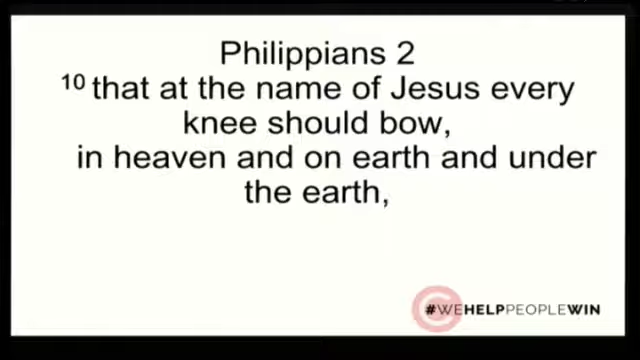 Philippians 2
10 that at the name of Jesus every
knee should bow,
in heaven and on earth and under
the earth,
#WEHELPPEOPLEWIN